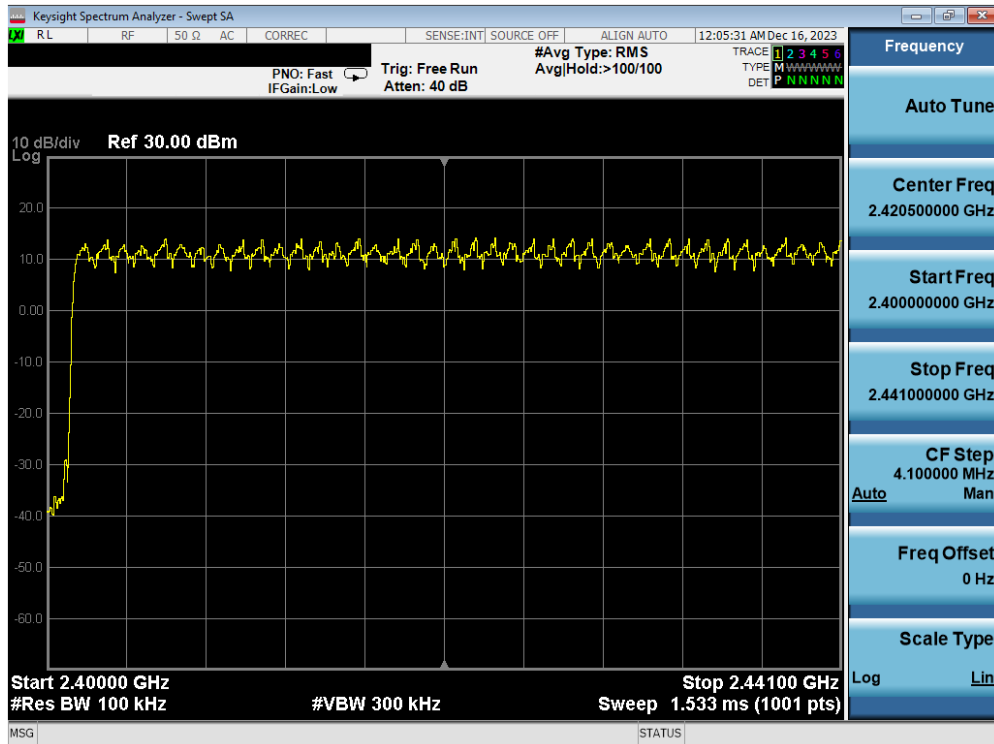 Keysight Spectrum Analyzer - Swept SA
LXI RL RF 50 Ω AC CORREC SENSE:INT SOURCE OFF ALIGN AUTO 12:05:31 AM Dec 16, 2023
PNO: Fast
IFGain:Low
Trig: Free Run
Atten: 40 dB
#Avg Type: RMS
Avg|Hold:>100/100
TRACE 1 2 3 4 5 6
TYPE M WWWWW
DET P N N N N N
10 dB/div Ref 30.00 dBm
Log
20.0
10.0
0.00
-10.0
-20.0
-30.0
-40.0
-50.0
-60.0
Start 2.40000 GHz Stop 2.44100 GHz
#Res BW 100 kHz #VBW 300 kHz Sweep 1.533 ms (1001 pts)
MSG STATUS
Frequency
Auto Tune
Center Freq
2.420500000 GHz
Start Freq
2.400000000 GHz
Stop Freq
2.441000000 GHz
CF Step
4.100000 MHz
Auto Man
Freq Offset
0 Hz
Scale Type
Log Lin